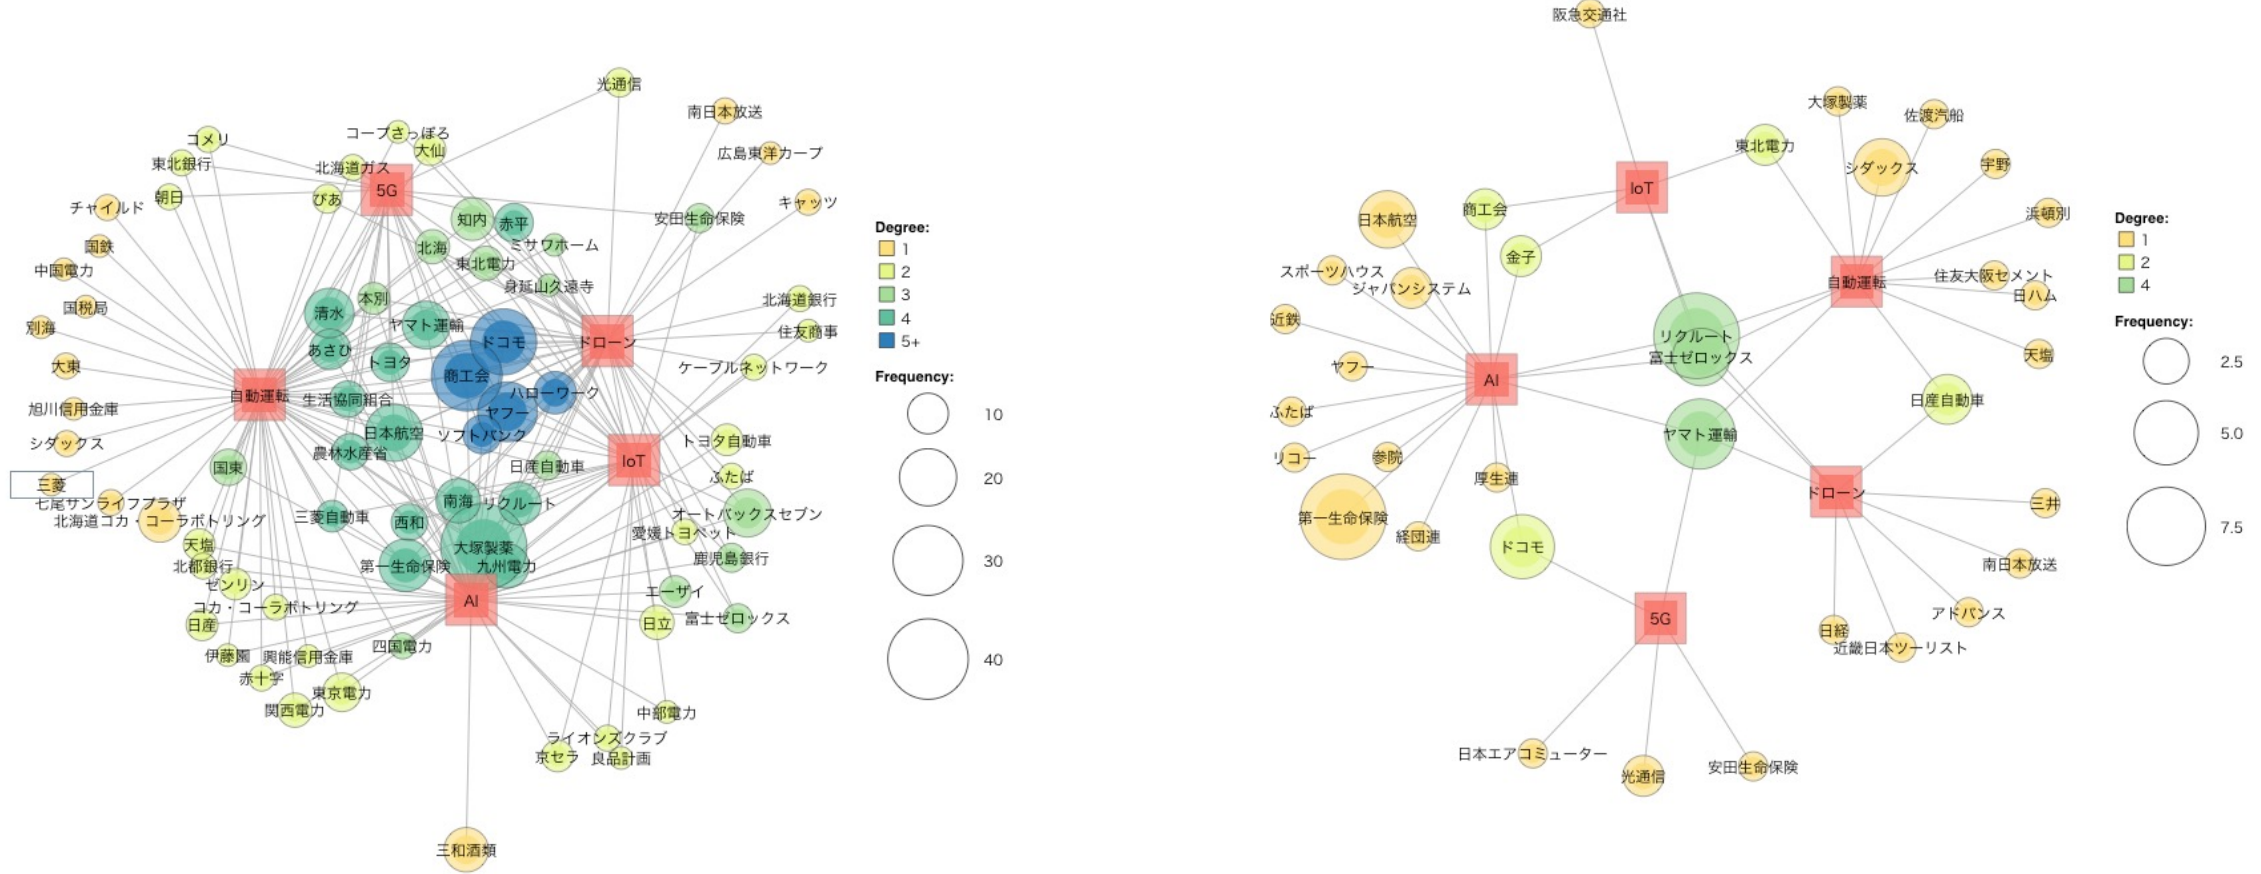 光通信
南日本放送
コープさっぽろ
コメリ
大仙
広島東洋カープ
東北銀行
北海道ガス
5G
朝日
ぴあ
キャッツ
チャイルド
知内
赤平
安田生命保険
国鉄
北海
ミサワホーム
東北電力
中国電力
身延山久遠寺
本別
北海道銀行
国税局
清水
別海
ヤマト運輸
住友商事
ドコモ
ドローン
あさひ
トヨタ
大東
ケーブルネットワーク
商工会
自動運転
生活協同組合
ハローワーク
旭川信用金庫
ヤフー
日本航空
ソフトバンク
シダックス
トヨタ自動車
農林水産省
国東
日産自動車
IoT
ふたば
三菱
七尾サンライフプラザ
南海
リクルート
北海道コカ・コーラボトリング
三菱自動車
西和
オートバックスセブン
愛媛トヨペット
天塩
大塚製薬
北都銀行
第一生命保険
九州電力
鹿児島銀行
ゼンリン
エーザイ
コカ・コーラボトリング
AI
日産
日立
富士ゼロックス
四国電力
伊藤園
興能信用金庫
赤十字
東京電力
関西電力
中部電力
ライオンズクラブ
京セラ
良品計画
三和酒類
Degree:
1
2
3
4
5+
Frequency:
10
20
30
40
阪急交通社
大塚製薬
佐渡汽船
東北電力
シダックス
宇野
IoT
日本航空
商工会
浜頓別
金子
スポーツハウス
ジャパンシステム
自動運転
住友大阪セメント
日ハム
近鉄
リクルート
富士ゼロックス
天塩
ヤフー
AI
ふたば
日産自動車
ヤマト運輸
リコー
参院
厚生連
ドローン
三井
第一生命保険
経団連
ドコモ
南日本放送
5G
アドバンス
日経
近畿日本ツーリスト
日本エアコミューター
光通信
安田生命保険
Degree:
1
2
4
Frequency:
2.5
5.0
7.5